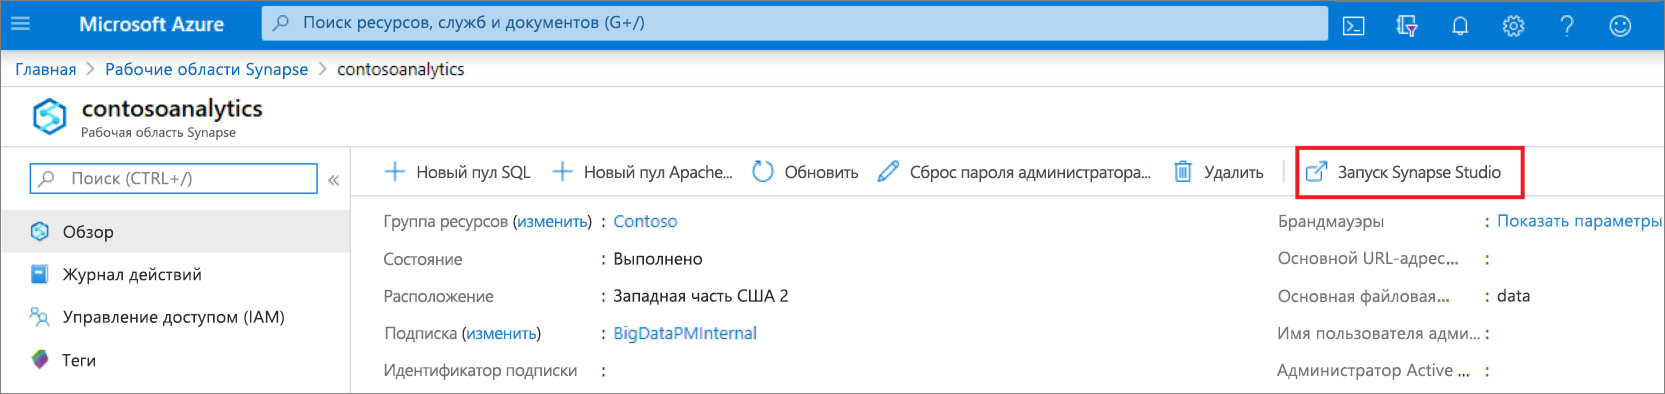 Microsoft Azure
Поиск ресурсов, служб и документов (G+/)
Главная > Рабочие области Synapse > contosoanalytics
contosoanalytics
Рабочая область Synapse
Поиск (CTRL+/)
«
Обзор
Журнал действий
Управление доступом (IAM)
Теги
Новый пул SQL
Новый пул Apache...
Обновить
Сброс пароля администратора...
Удалить
Запуск Synapse Studio
Группа ресурсов (изменить) : Contoso
Состояние : Выполнено
Расположение : Западная часть США 2
Подписка (изменить) : BigDataPMInternal
Идентификатор подписки :
Брандмауэры : Показать параметры
Основной URL-адрес... :
Основная файловая... : data
Имя пользователя адми... :
Администратор Active ... :